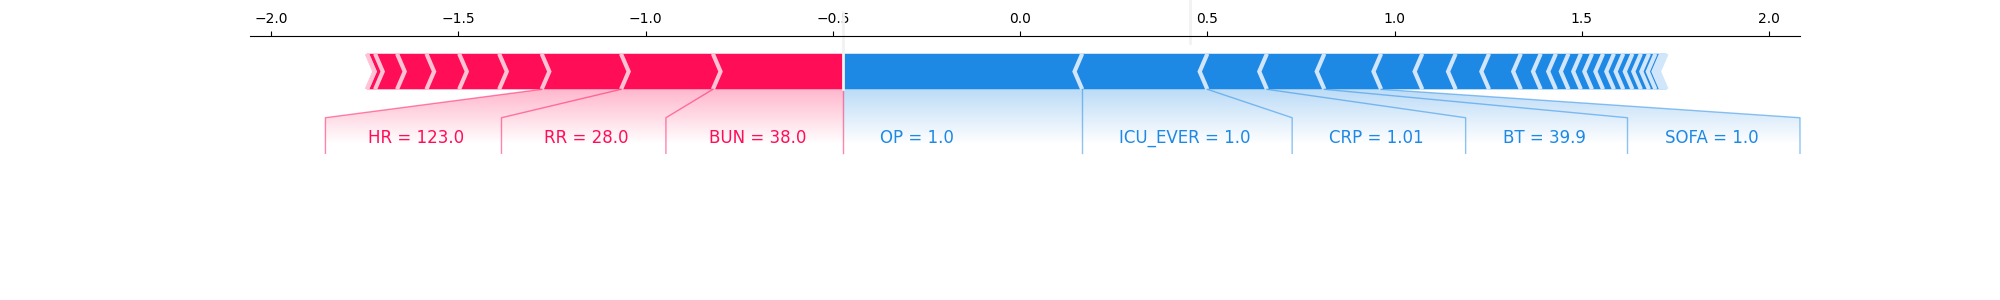 −2.0 −1.5 −1.0 −0.5 0.0 0.5 1.0 1.5 2.0
HR = 123.0 RR = 28.0 BUN = 38.0 OP = 1.0 ICU_EVER = 1.0 CRP = 1.01 BT = 39.9 SOFA = 1.0